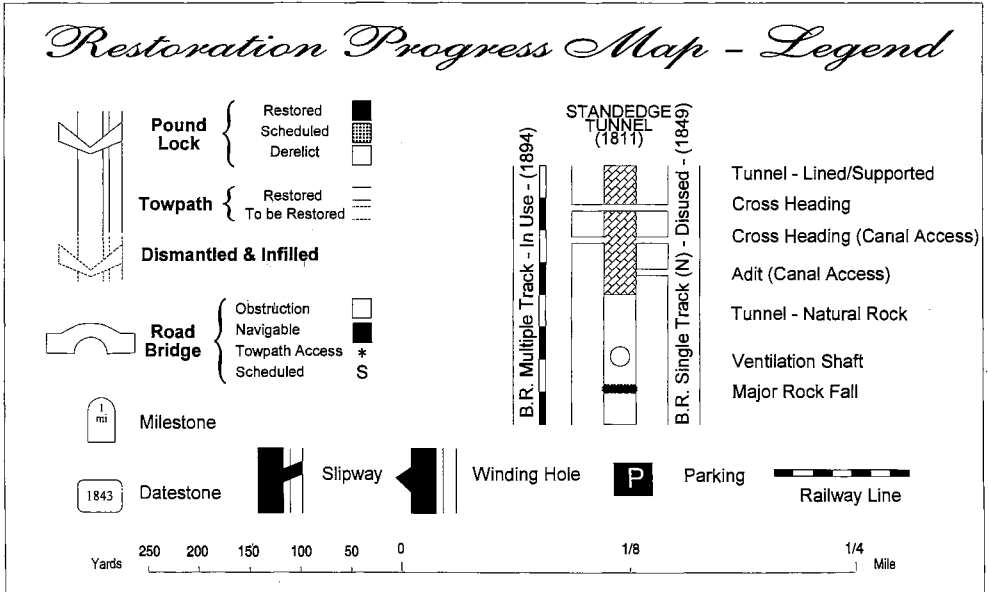 Restoration Progress Map - Legend
Pound
Lock
Restored
Scheduled
Derelict
Towpath
Restored
To be Restored
Dismantled & Infilled
Road
Bridge
Obstruction
Navigable
Towpath Access *
Scheduled S
1
mi
Milestone
1843
Datestone
STANDEDGE
TUNNEL
(1811)
B.R. Multiple Track - In Use - (1894)
B.R. Single Track (N) - Disused - (1849)
Tunnel - Lined/Supported
Cross Heading
Cross Heading (Canal Access)
Adit (Canal Access)
Tunnel - Natural Rock
Ventilation Shaft
Major Rock Fall
Slipway
Winding Hole
P
Parking
Railway Line
Yards 250 200 150 100 50 0 1/8 1/4 Mile